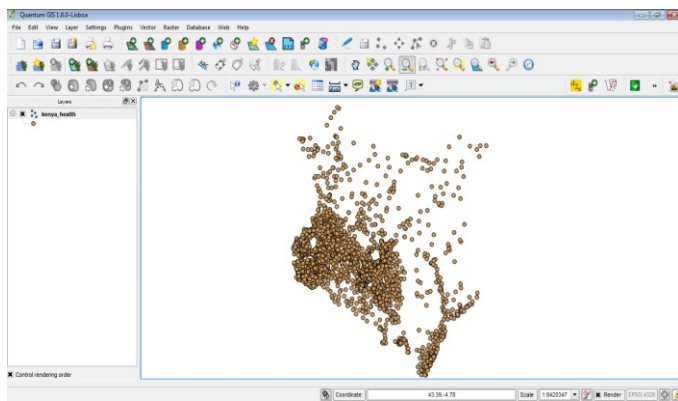 Quantum GIS 1.8.0-Lisboa
File Edit View Layer Settings Plugins Vector Raster Database Web Help
Layers
kenya_health
Control rendering order
Coordinate: 43.39,-4.78 Scale 1:8420347 Render EPSG:4326